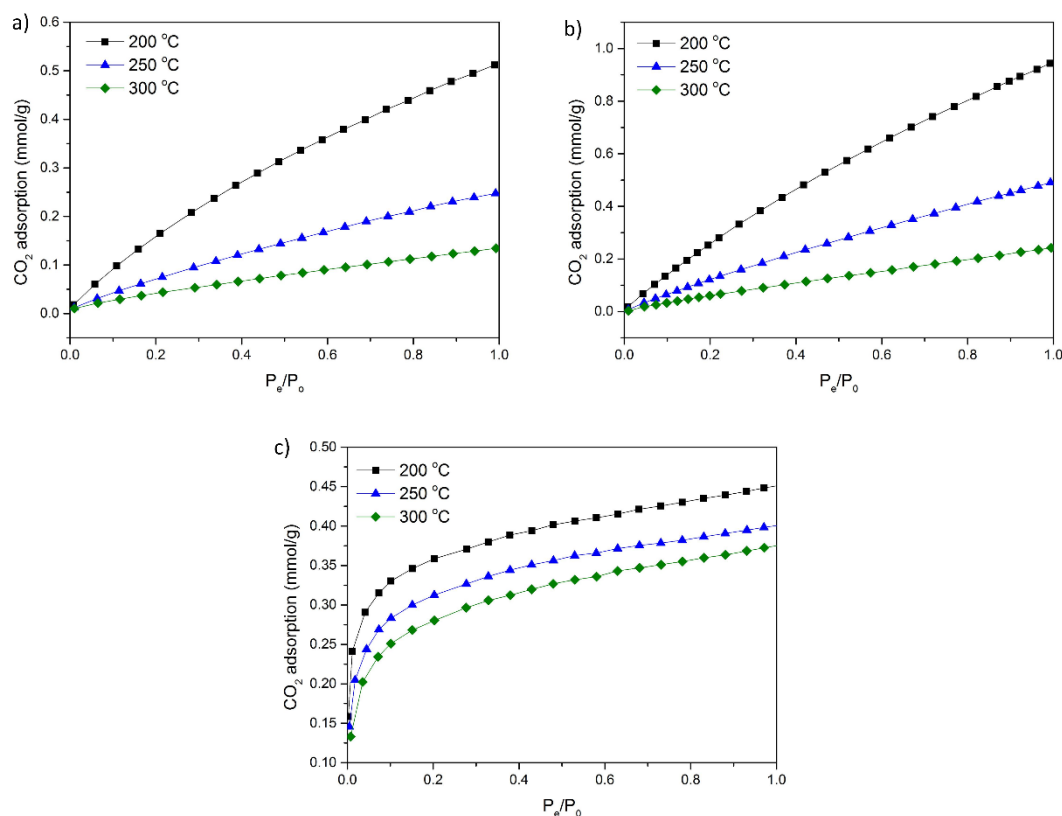 a)
0.6
0.5
0.4
0.3
0.2
0.1
0.0
CO₂ adsorption (mmol/g)
200 °C
250 °C
300 °C
0.0 0.2 0.4 0.6 0.8 1.0
Pₑ/Pₒ
b)
1.0
0.8
0.6
0.4
0.2
0.0
CO₂ adsorption (mmol/g)
200 °C
250 °C
300 °C
0.0 0.2 0.4 0.6 0.8 1.0
Pₑ/P₀
c)
0.50
0.45
0.40
0.35
0.30
0.25
0.20
0.15
0.10
CO₂ adsorption (mmol/g)
200 °C
250 °C
300 °C
0.0 0.2 0.4 0.6 0.8 1.0
Pₑ/P₀